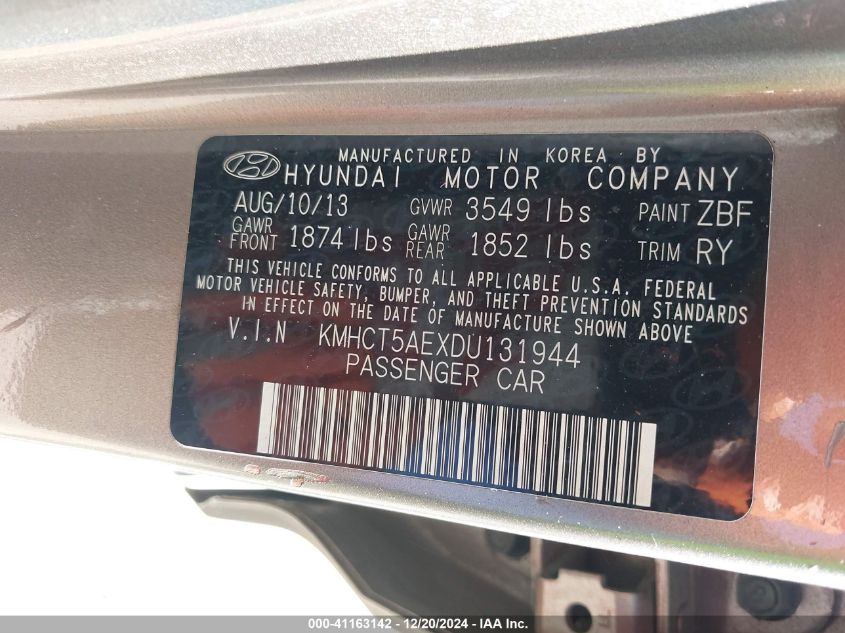 MANUFACTURED IN KOREA BY
HYUNDAI MOTOR COMPANY
AUG/10/13 GVWR 3549 lbs PAINT ZBF
GAWR FRONT 1874 lbs GAWR REAR 1852 lbs TRIM RY
THIS VEHICLE CONFORMS TO ALL APPLICABLE U.S.A. FEDERAL
MOTOR VEHICLE SAFETY, BUMPER, AND THEFT PREVENTION STANDARDS
IN EFFECT ON THE DATE OF MANUFACTURE SHOWN ABOVE
V.I.N KMHCT5AEXDU131944
PASSENGER CAR
000-41163142 - 12/20/2024 - IAA Inc.